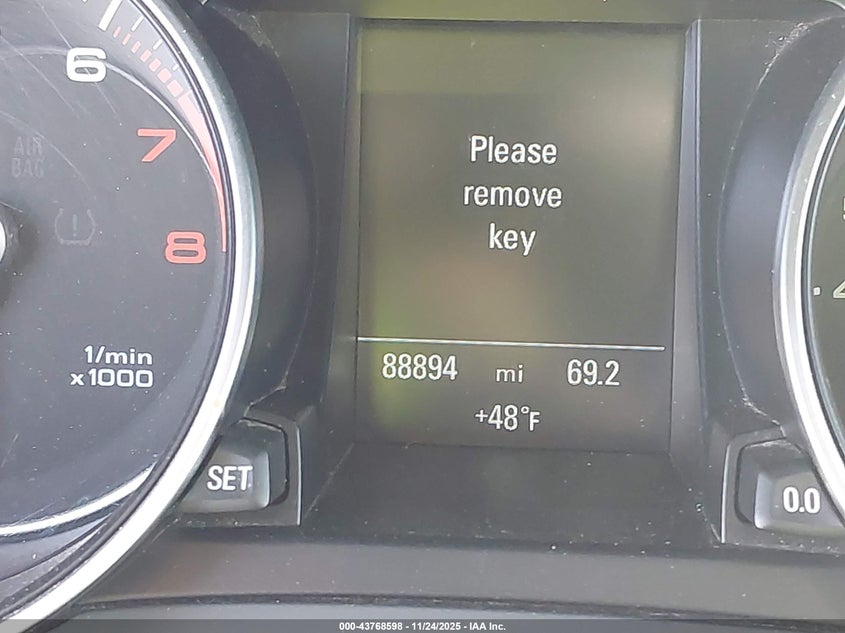 6
7
8
AIR
BAG
1/min
x1000
SET
Please
remove
key
88894 mi 69.2
+48°F
0.0
000-43768598 - 11/24/2025 - IAA Inc.